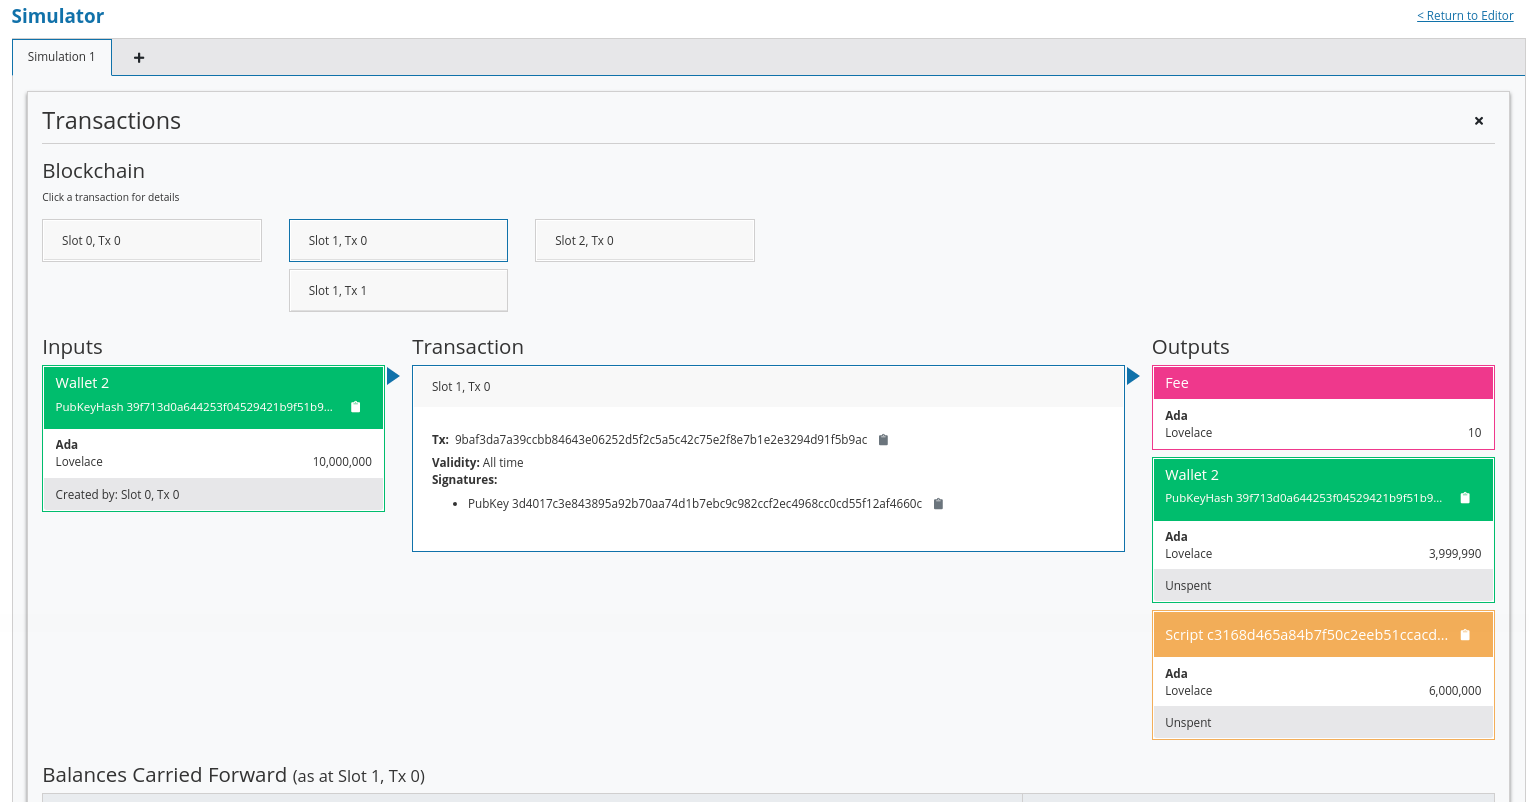 Simulator
< Return to Editor
Simulation 1
+
Transactions
×
Blockchain
Click a transaction for details
Slot 0, Tx 0
Slot 1, Tx 0
Slot 2, Tx 0
Slot 1, Tx 1
Inputs
Wallet 2
PubKeyHash 39f713d0a644253f04529421b9f51b9...
Ada
Lovelace 10,000,000
Created by: Slot 0, Tx 0
Transaction
Slot 1, Tx 0
Tx: 9baf3da7a39ccbb84643e06252d5f2c5a5c42c75e2f8e7b1e2e3294d91f5b9ac
Validity: All time
Signatures:
• PubKey 3d4017c3e843895a92b70aa74d1b7ebc9c982ccf2ec4968cc0cd55f12af4660c
Outputs
Fee
Ada
Lovelace 10
Wallet 2
PubKeyHash 39f713d0a644253f04529421b9f51b9...
Ada
Lovelace 3,999,990
Unspent
Script c3168d465a84b7f50c2eeb51ccacd...
Ada
Lovelace 6,000,000
Unspent
Balances Carried Forward (as at Slot 1, Tx 0)